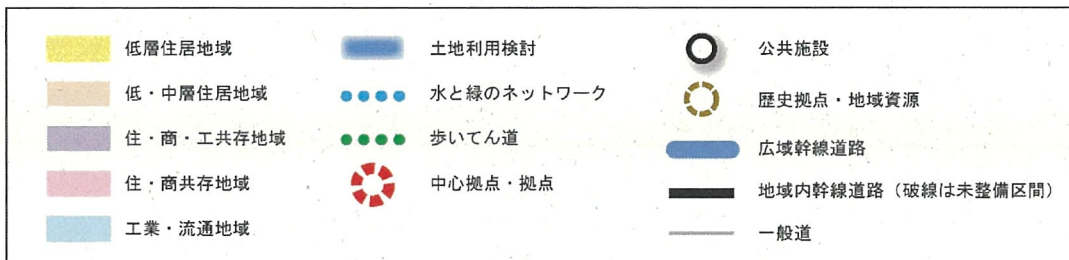 低層住居地域
低・中層住居地域
住・商・工共存地域
住・商共存地域
工業・流通地域
土地利用検討
水と緑のネットワーク
歩いてん道
中心拠点・拠点
公共施設
歴史拠点・地域資源
広域幹線道路
地域内幹線道路（破線は未整備区間）
一般道